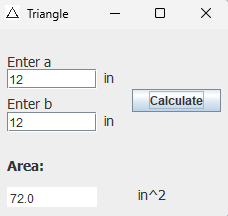 Triangle
Enter a
12 in
Calculate
Enter b
12 in
Area:
72.0 in^2